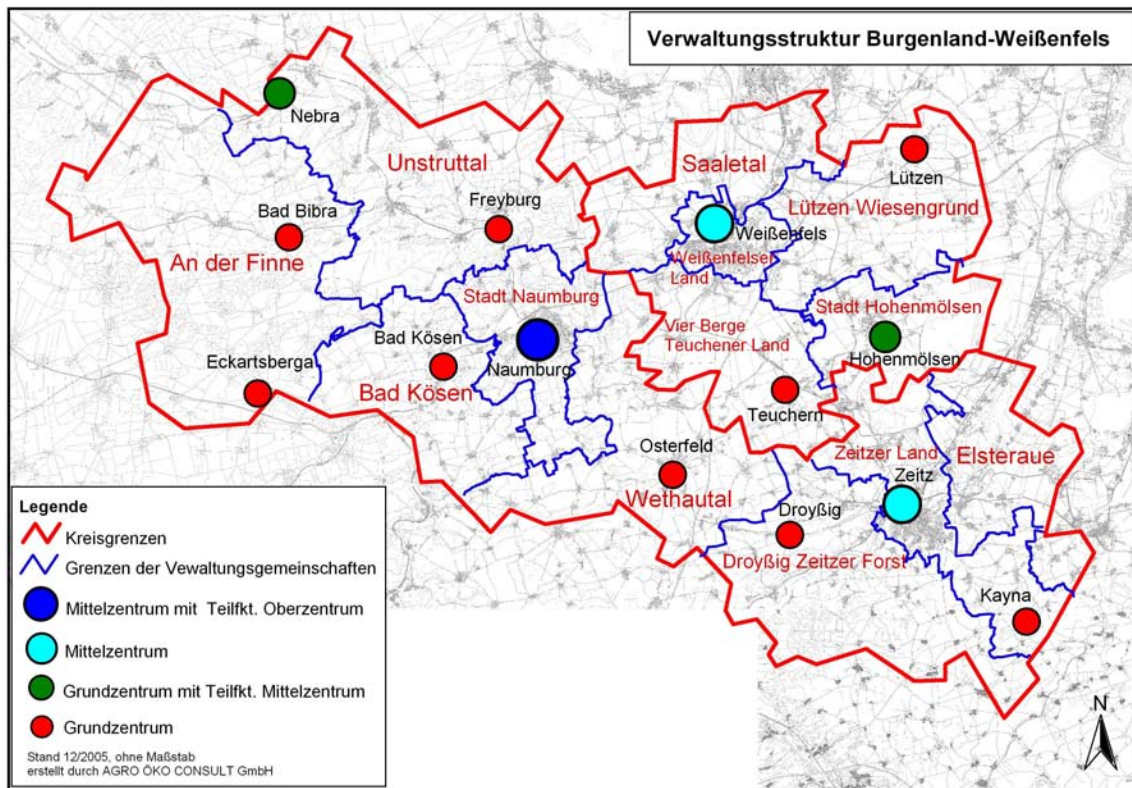 Verwaltungsstruktur Burgenland-Weißenfels
Nebra
Unstruttal
Saaletal
Lützen
Lützen Wiesengrund
Freyburg
Bad Bibra
Weißenfels
An der Finne
Weißenfelser
Land
Stadt Naumburg
Stadt Hohenmölsen
Vier Berge
Teuchener Land
Bad Kösen
Eckartsberga
Naumburg
Hohenmölsen
Bad Kösen
Teuchern
Osterfeld
Zeitzer Land
Elsteraue
Zeitz
Wethautal
Droyßig
Droyßig Zeitzer Forst
Kayna
Legende
Kreisgrenzen
Grenzen der Vewaltungsgemeinschaften
Mittelzentrum mit Teilfkt. Oberzentrum
Mittelzentrum
Grundzentrum mit Teilfkt. Mittelzentrum
Grundzentrum
Stand 12/2005, ohne Maßstab
erstellt durch AGRO ÖKO CONSULT GmbH
N